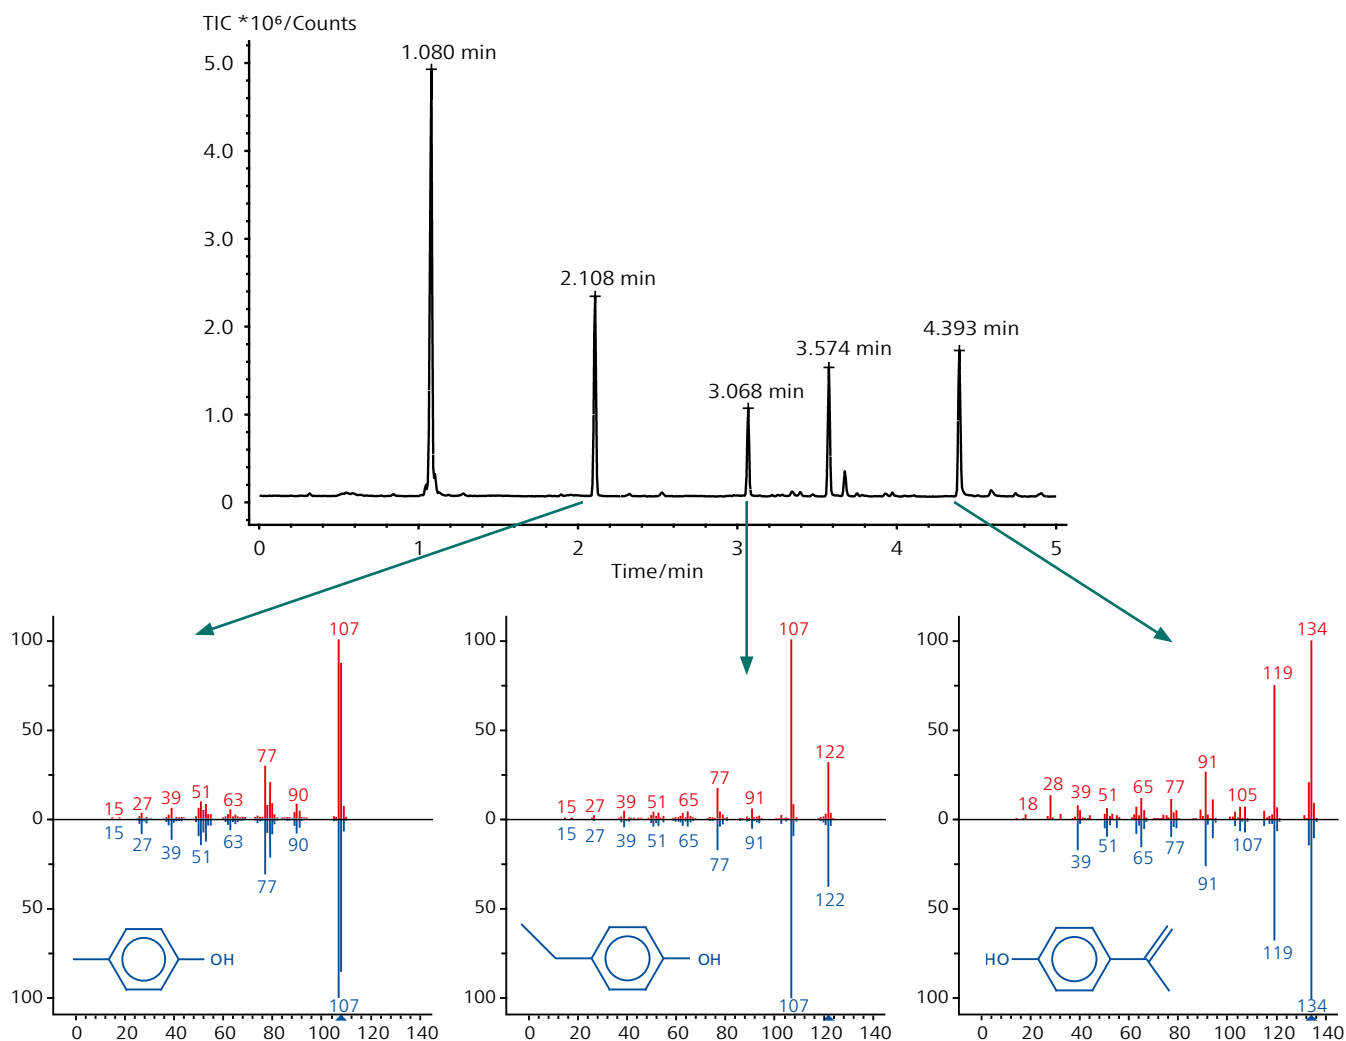 TIC *10⁶/Counts
1.080 min
5.0
4.0
3.0
2.108 min
4.393 min
2.0
3.574 min
3.068 min
1.0
0
0 1 2 3 4 5
Time/min
100 107
50
77
15 27 39 51 63 90
0
15 27 39 51 63 90
77
50
OH
100
107
0 20 40 60 80 100 120 140
100 107
50
122
77
15 27 39 51 65 91
0
15 27 39 51 65 91
77
122
50
OH
100
107
0 20 40 60 80 100 120 140
100 134
119
50
91
18 28 39 51 65 77 105
0
39 51 65 77 107
91
50
119
HO
100
134
0 20 40 60 80 100 120 140